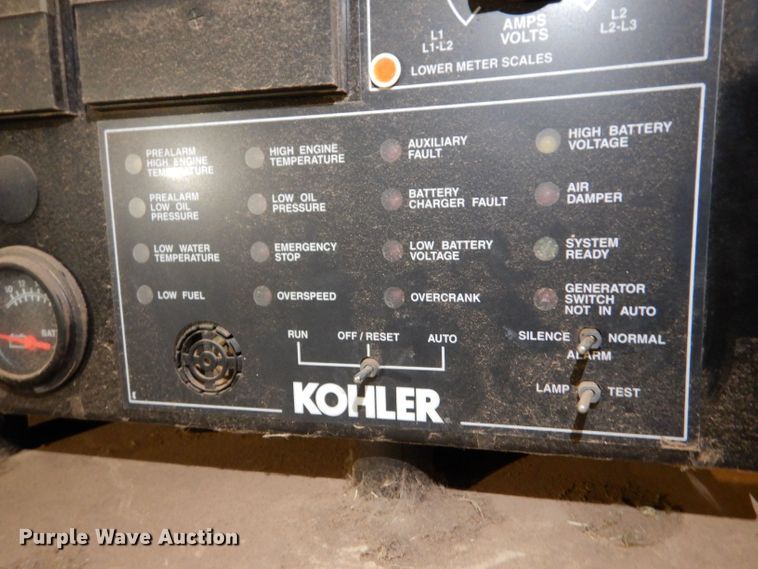 L1
L1-L2
AMPS
VOLTS
L2
L2-L3
LOWER METER SCALES
PREALARM
HIGH ENGINE
TEMPERATURE
HIGH ENGINE
TEMPERATURE
AUXILIARY
FAULT
HIGH BATTERY
VOLTAGE
PREALARM
LOW OIL
PRESSURE
LOW OIL
PRESSURE
BATTERY
CHARGER FAULT
AIR
DAMPER
LOW WATER
TEMPERATURE
EMERGENCY
STOP
LOW BATTERY
VOLTAGE
SYSTEM
READY
LOW FUEL
OVERSPEED
OVERCRANK
GENERATOR
SWITCH
NOT IN AUTO
10 12
BAT
RUN OFF/RESET AUTO
SILENCE NORMAL
ALARM
LAMP TEST
KOHLER
Purple Wave Auction